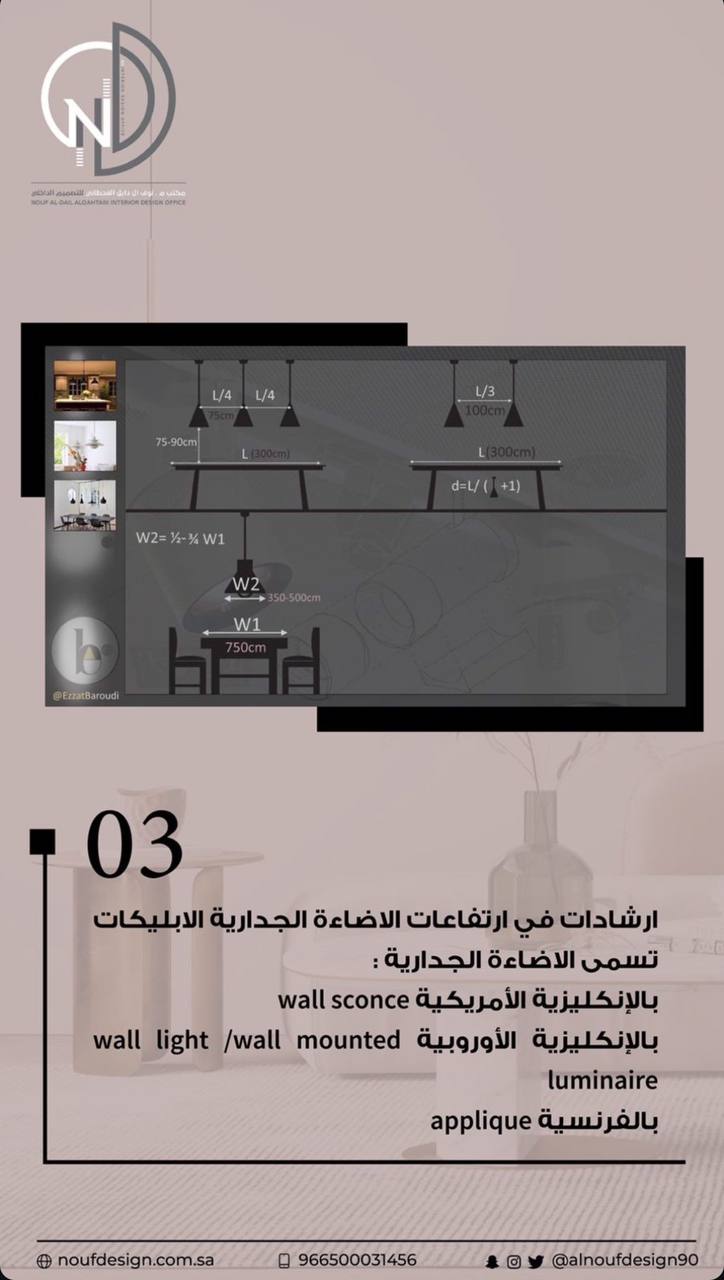 مكتب م. نوف ال دايل القحطاني للتصميم الداخلي
NOUF AL-DAIL ALQAHTANI INTERIOR DESIGN OFFICE
L/4 L/4
75cm
75-90cm
L (300cm)
L/3
100cm
L(300cm)
d=L/ ( +1)
W2= ½-¾ W1
W2
350-500cm
W1
750cm
@EzzatBaroudi
03
ارشادات في ارتفاعات الاضاءة الجدارية الابليكات
تسمى الاضاءة الجدارية :
بالإنكليزية الأمريكية wall sconce
بالإنكليزية الأوروبية wall light /wall mounted
luminaire
بالفرنسية applique
noufdesign.com.sa
966500031456
@alnoufdesign90